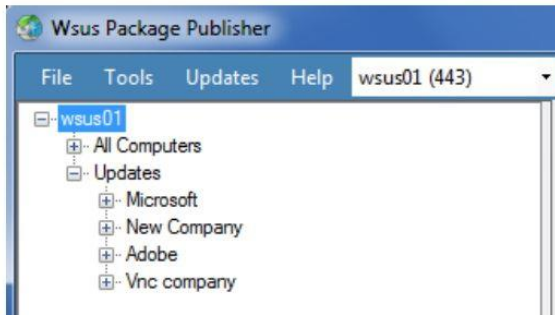 Wsus Package Publisher
File Tools Updates Help wsus01 (443)
wsus01
All Computers
Updates
Microsoft
New Company
Adobe
Vnc company